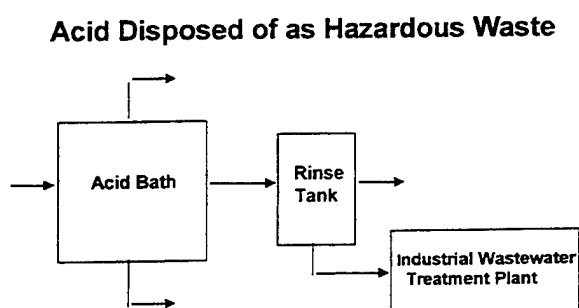 Acid Disposed of as Hazardous Waste
Acid Bath
Rinse
Tank
Industrial Wastewater
Treatment Plant